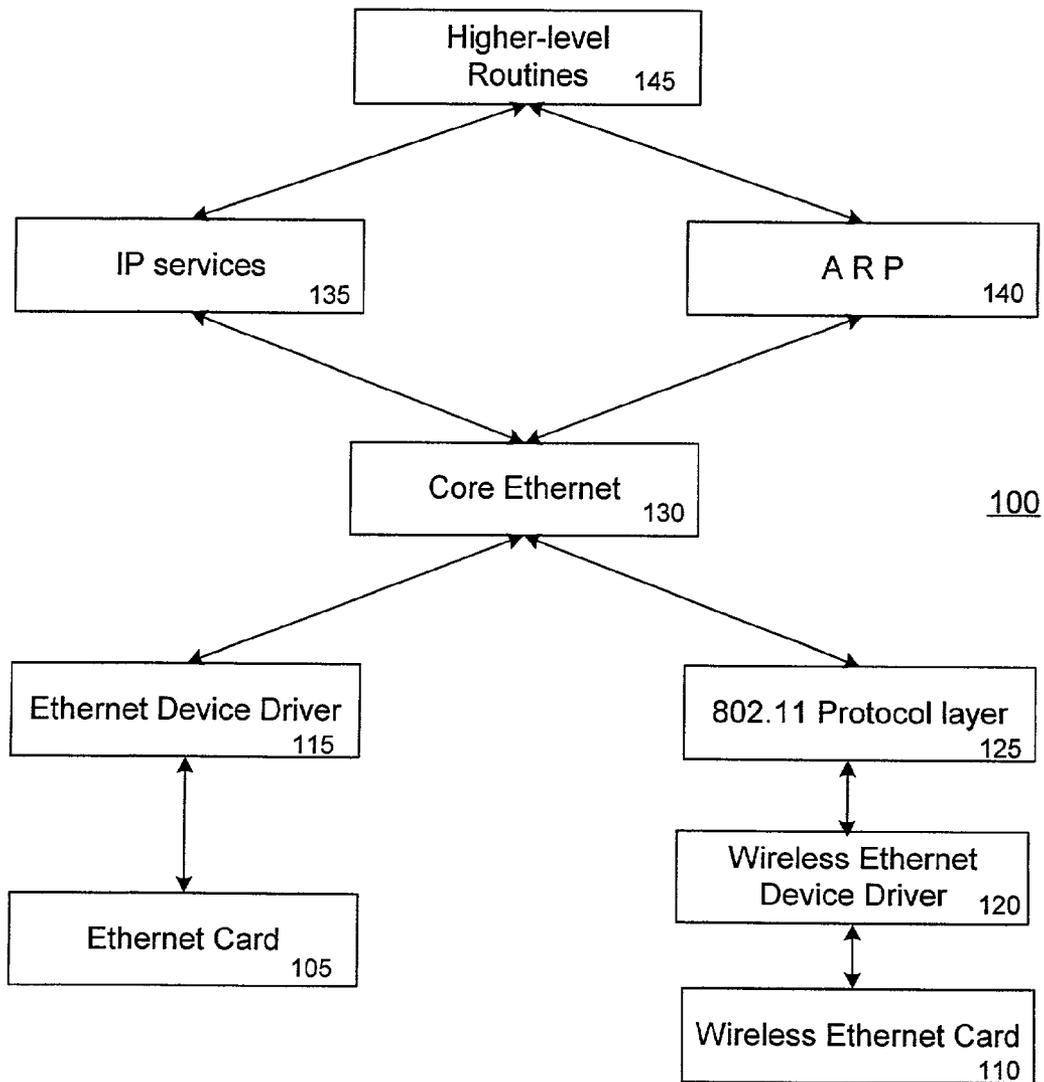 Higher-level
Routines
145
IP services
135
A R P
140
Core Ethernet
130
100
Ethernet Device Driver
115
802.11 Protocol layer
125
Wireless Ethernet
Device Driver
120
Ethernet Card
105
Wireless Ethernet Card
110